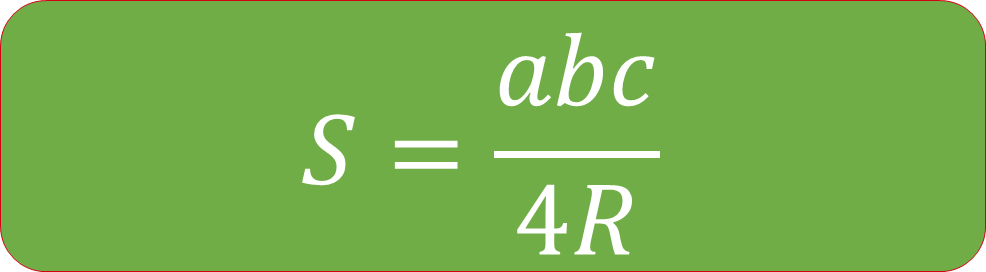 S = abc / 4R